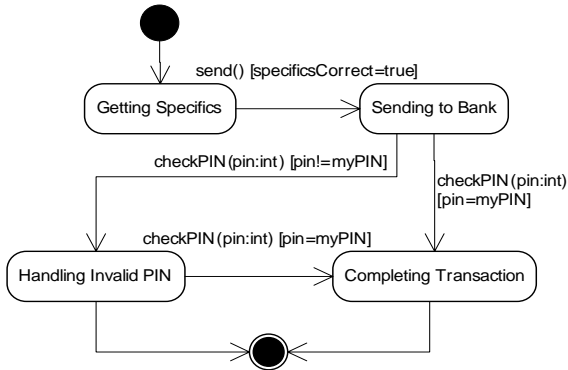 send() [specificsCorrect=true]
Getting Specifics
Sending to Bank
checkPIN(pin:int) [pin!=myPIN]
checkPIN(pin:int)
[pin=myPIN]
checkPIN(pin:int) [pin=myPIN]
Handling Invalid PIN
Completing Transaction